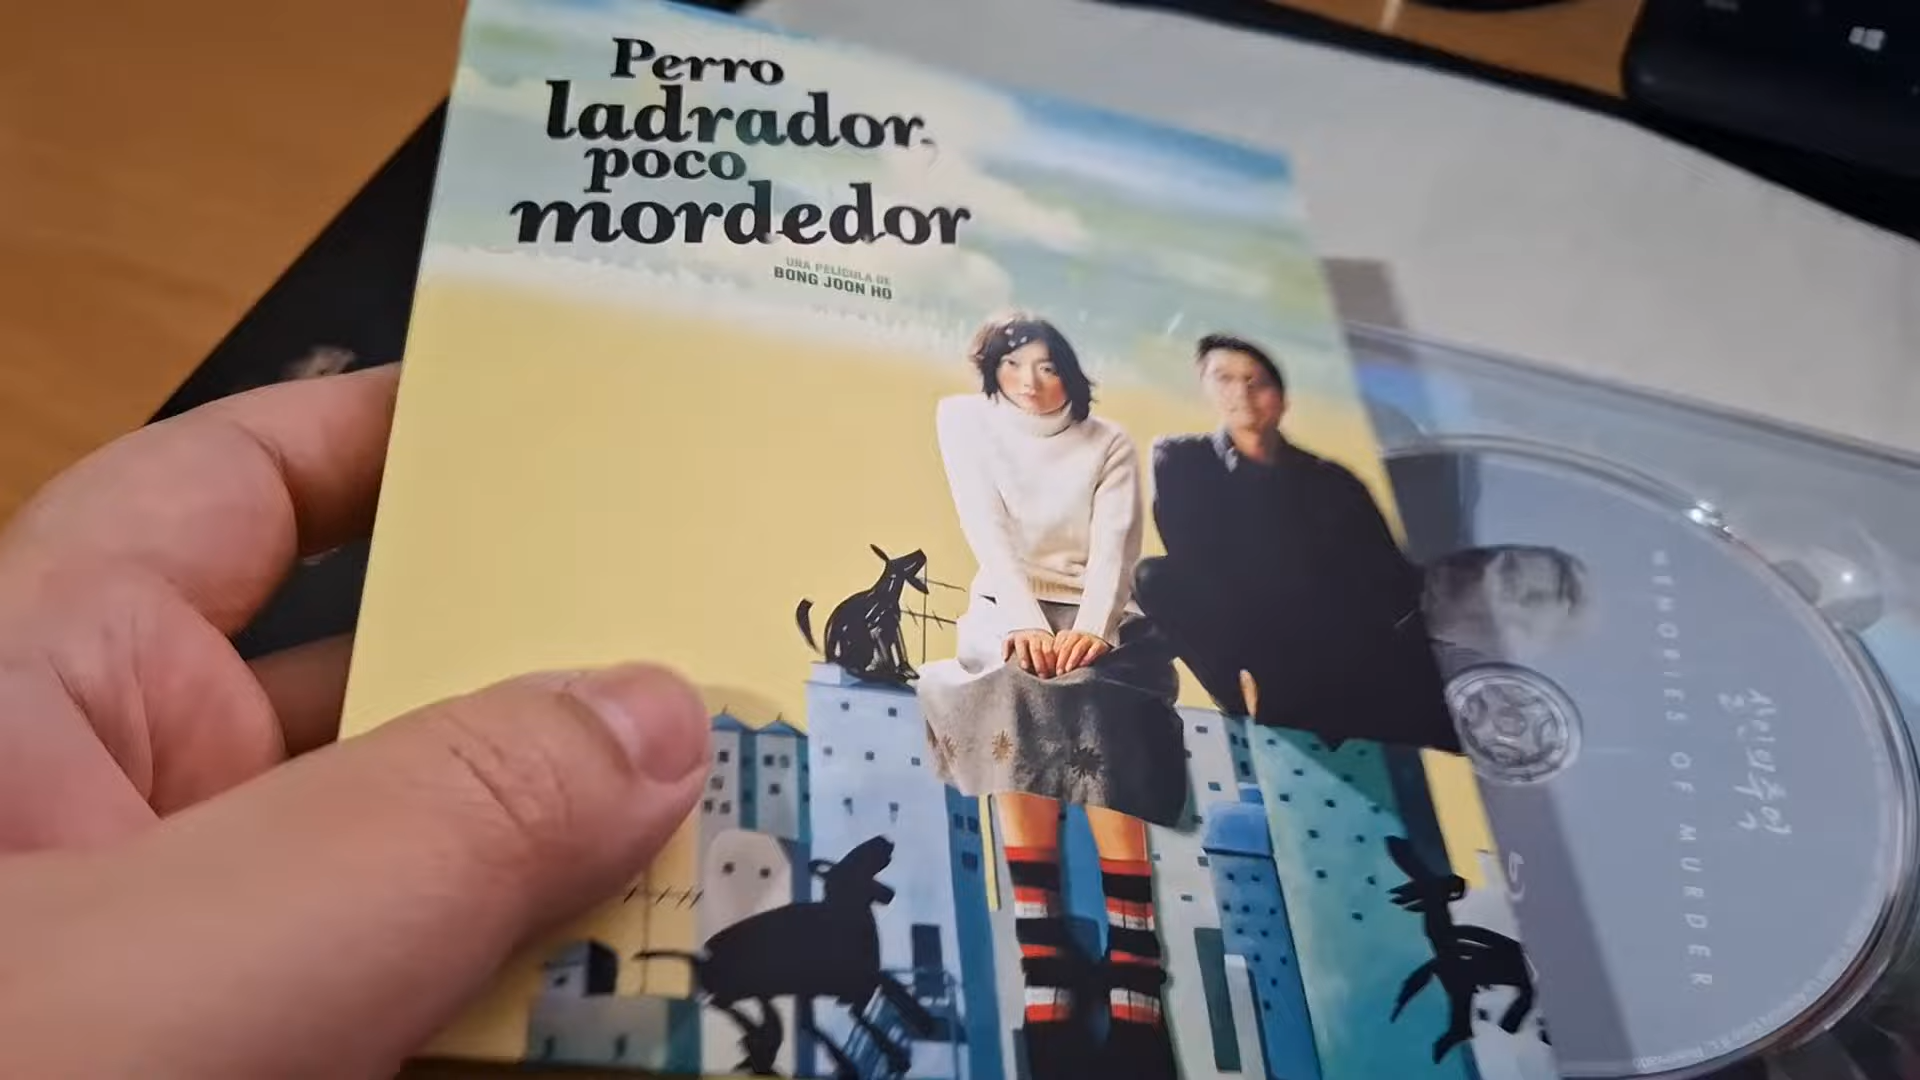 Perro
ladrador,
poco
mordedor
UNA PELÍCULA DE
BONG JOON HO
MEMORIES OF MURDER
살인의 추억